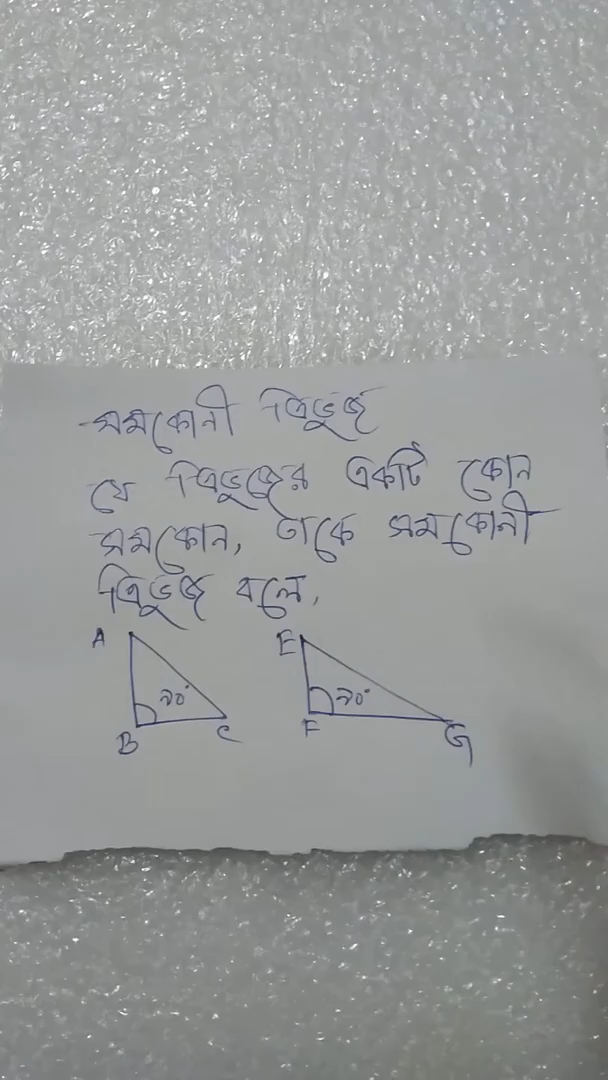 সমকোনী ত্রিভুজ
যে ত্রিভুজের একটি কোন
সমকোন, তাকে সমকোনী
ত্রিভুজ বলে,
A E
৯০° ৯০°
B C F G